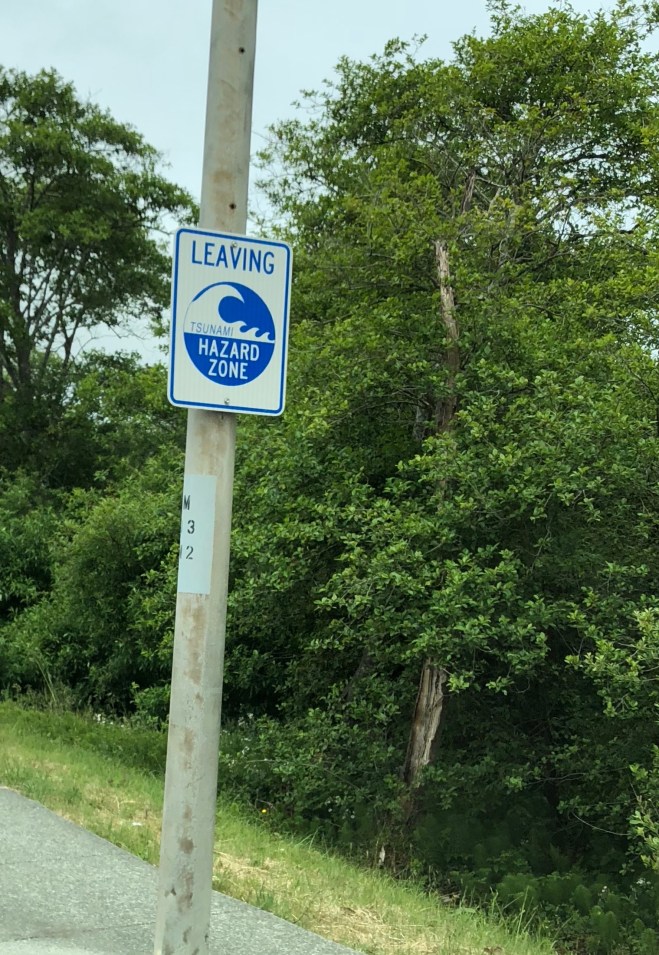 LEAVING
TSUNAMI
HAZARD
ZONE
M
3
2